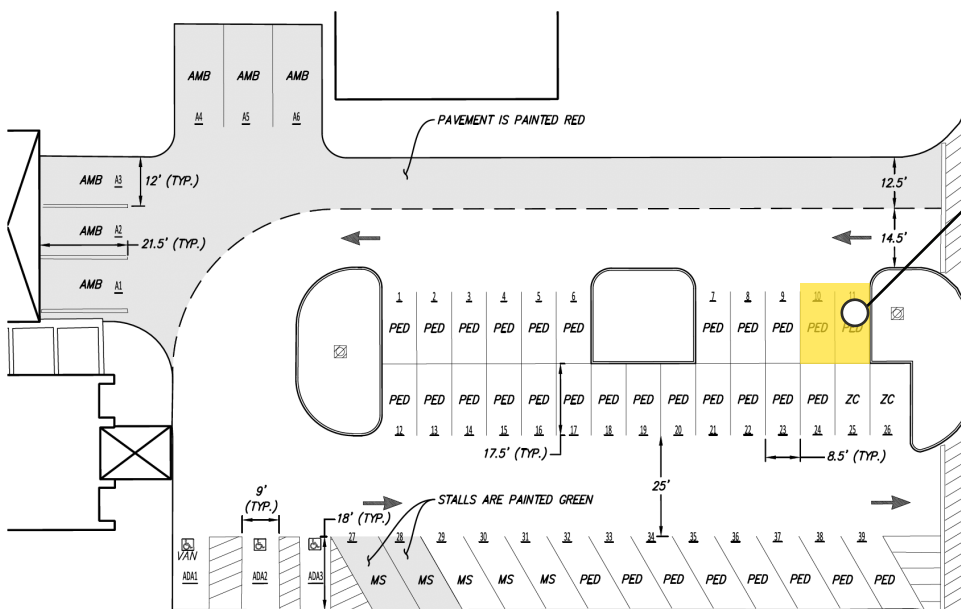 AMB AMB AMB
A4 A5 A6
PAVEMENT IS PAINTED RED
AMB A3
12' (TYP.)
12.5'
AMB A2
21.5' (TYP.)
14.5'
AMB A1
1 2 3 4 5 6 7 8 9 10 11
PED PED PED PED PED PED PED PED PED PED PED
PED PED PED PED PED PED PED PED PED PED PED PED PED ZC ZC
12 13 14 15 16 17 18 19 20 21 22 23 24 25 26
17.5' (TYP.)
8.5' (TYP.)
25'
9'
(TYP.)
STALLS ARE PAINTED GREEN
18' (TYP.)
27 28 29 30 31 32 33 34 35 36 37 38 39
VAN
ADA1 ADA2 ADA3
MS MS MS MS MS PED PED PED PED PED PED PED PED